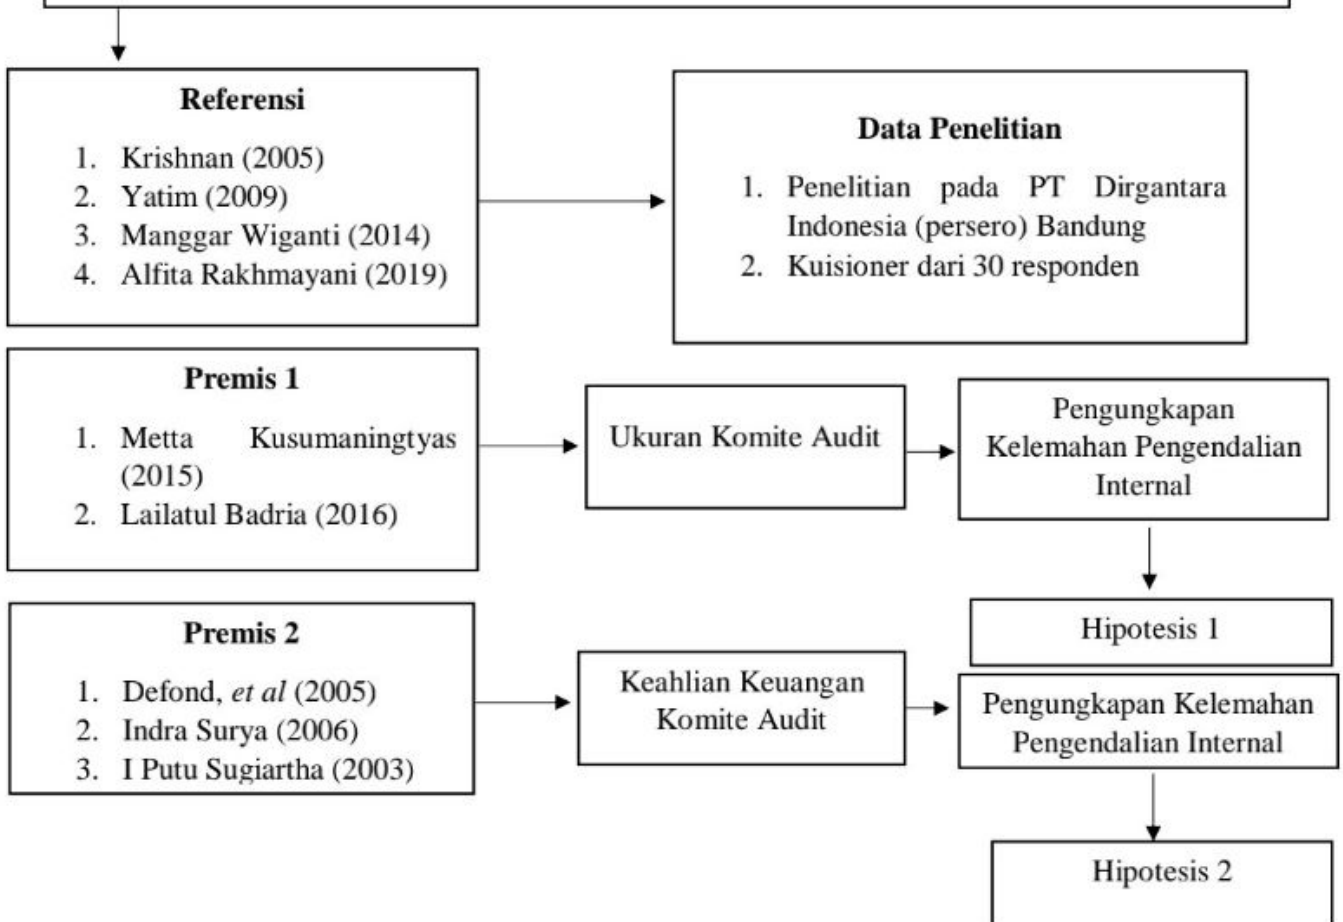 Referensi
1. Krishnan (2005)
2. Yatim (2009)
3. Manggar Wiganti (2014)
4. Alfita Rakhmayani (2019)
Data Penelitian
1. Penelitian pada PT Dirgantara
Indonesia (persero) Bandung
2. Kuisioner dari 30 responden
Premis 1
1. Metta Kusumaningtyas
(2015)
2. Lailatul Badria (2016)
Ukuran Komite Audit
Pengungkapan
Kelemahan Pengendalian
Internal
Hipotesis 1
Premis 2
1. Defond, et al (2005)
2. Indra Surya (2006)
3. I Putu Sugiartha (2003)
Keahlian Keuangan
Komite Audit
Pengungkapan Kelemahan
Pengendalian Internal
Hipotesis 2